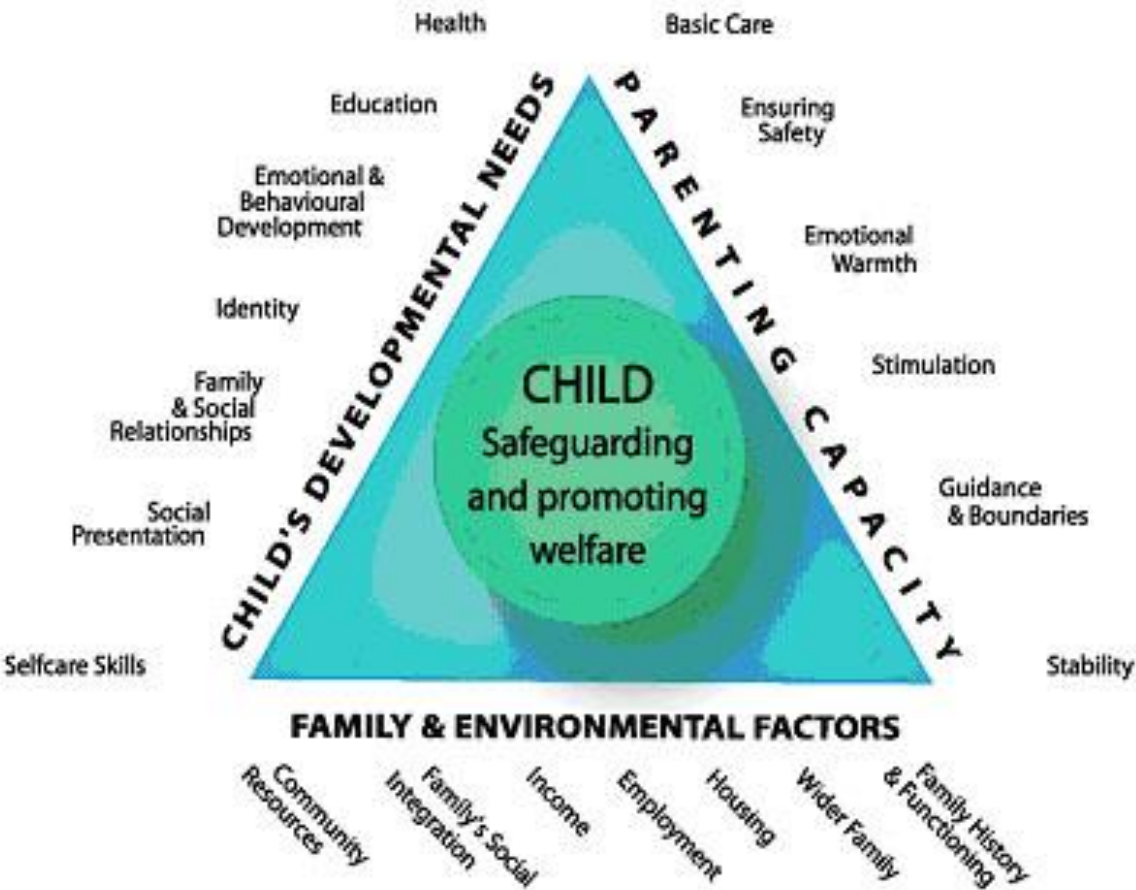 Health
Basic Care
Education
Ensuring
Safety
Emotional &
Behavioural
Development
Emotional
Warmth
Identity
Stimulation
Family
& Social
Relationships
Guidance
& Boundaries
Social
Presentation
Selfcare Skills
Stability
CHILD'S DEVELOPMENTAL NEEDS
PARENTING CAPACITY
CHILD
Safeguarding
and promoting
welfare
FAMILY & ENVIRONMENTAL FACTORS
Community
Resources
Family's Social
Integration
Income
Employment
Housing
Wider Family
Family History
& Functioning